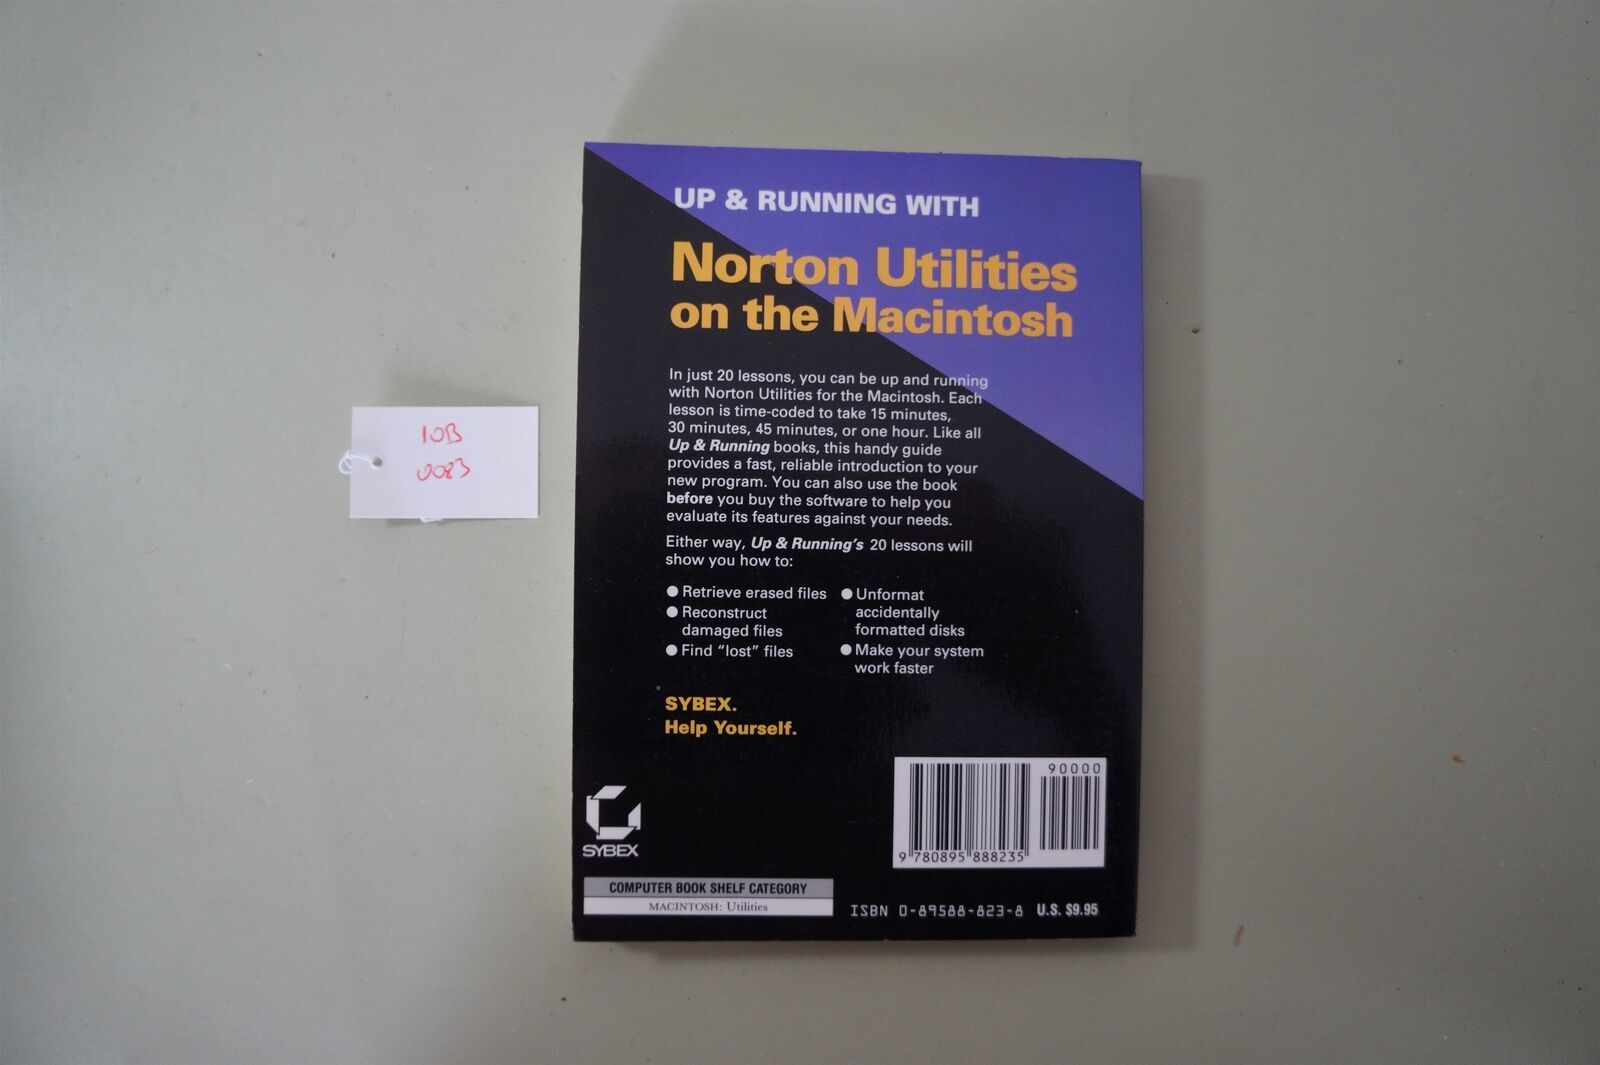 10B
0083
UP & RUNNING WITH
Norton Utilities
on the Macintosh
In just 20 lessons, you can be up and running
with Norton Utilities for the Macintosh. Each
lesson is time-coded to take 15 minutes,
30 minutes, 45 minutes, or one hour. Like all
Up & Running books, this handy guide
provides a fast, reliable introduction to your
new program. You can also use the book
before you buy the software to help you
evaluate its features against your needs.
Either way, Up & Running's 20 lessons will
show you how to:
● Retrieve erased files
● Reconstruct
damaged files
● Find “lost” files
● Unformat
accidentally
formatted disks
● Make your system
work faster
SYBEX.
Help Yourself.
90000
9 780895 888235
SYBEX
COMPUTER BOOK SHELF CATEGORY
MACINTOSH: Utilities
ISBN 0-89588-823-8 U.S. $9.95